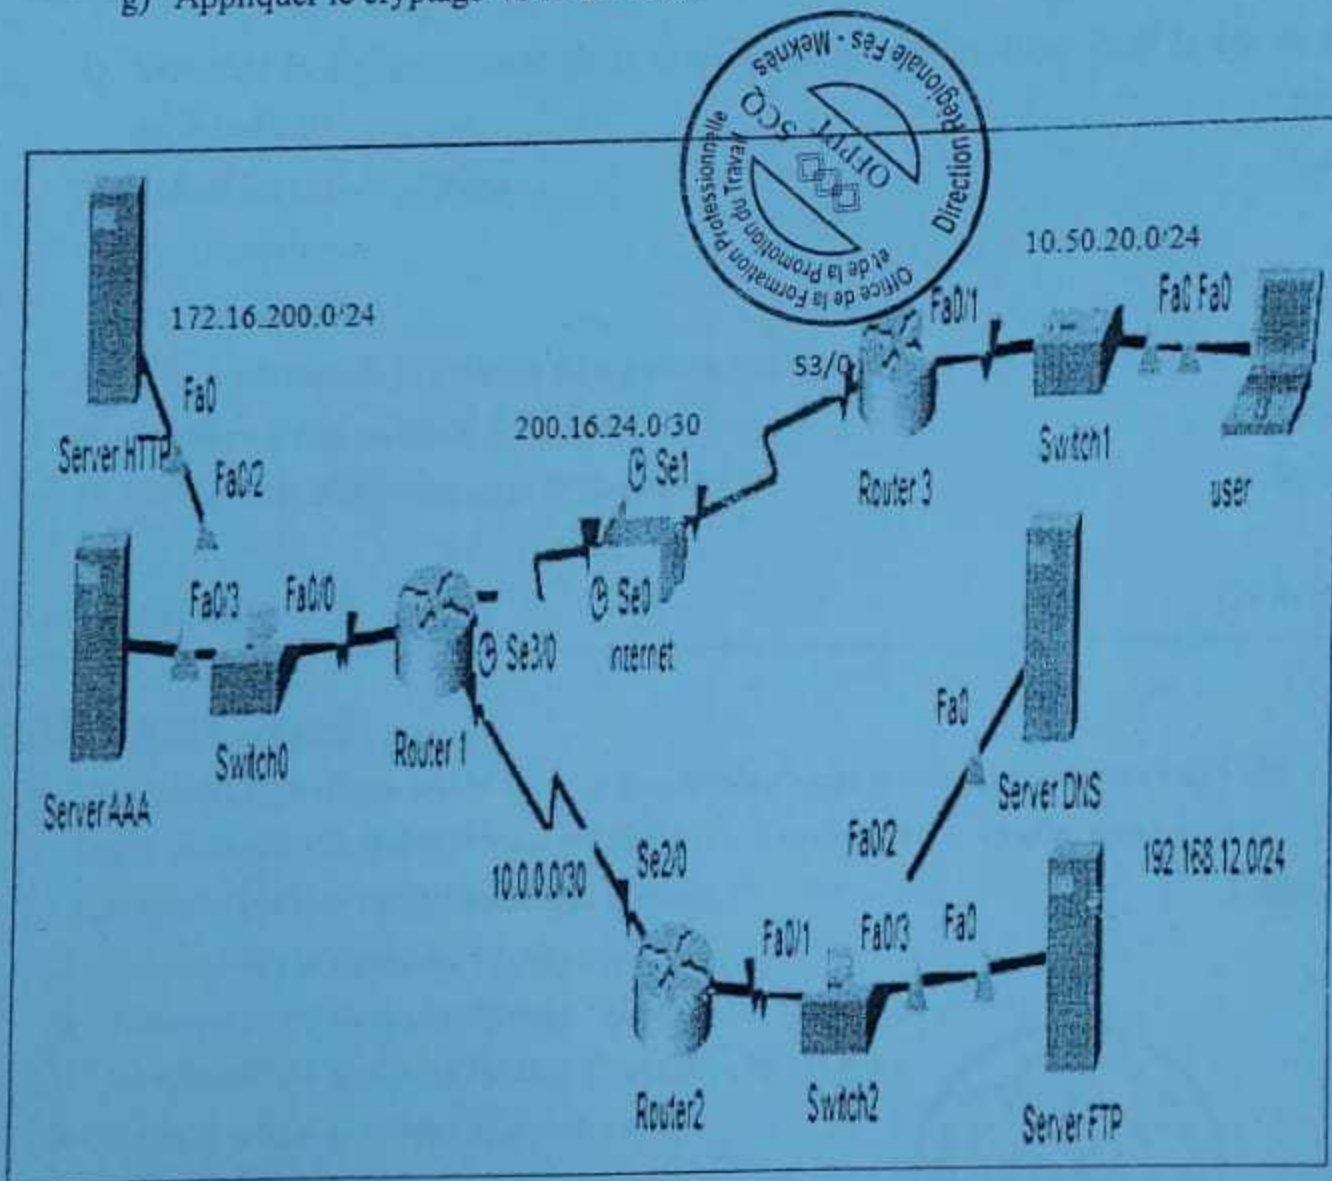 g) Appliquer le cryptage
Direction Régionale Fès - Meknès
Office de la Formation Professionnelle
et de la Promotion du Travail
OFPPT SCQ
10.50.20.0/24
172.16.200.0/24
Fa0/1
Fa0 Fa0
S3/0
Fa0
200.16.24.0/30
Server HTTP
Se1
Switch1
Fa0/2
Router 3
user
Fa0/3
Fa0/0
Se0
Se3/0
nternet
Fa0
Switch0
Router 1
Server DNS
Server AAA
Fa0/2
Se2/0
192 168.12.0/24
10.0.0.0/30
Fa0/1
Fa0/3
Fa0
Router2
Switch2
Server FTP